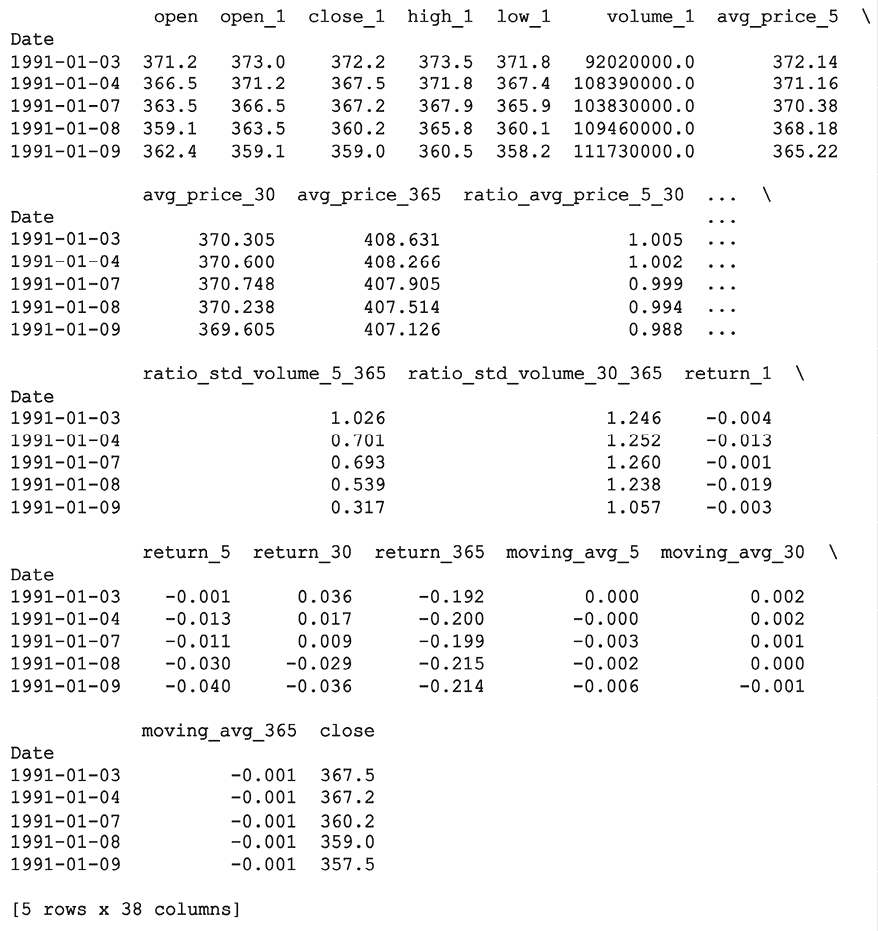 open open_1 close_1 high_1 low_1 volume_1 avg_price_5 \
Date
1991-01-03 371.2 373.0 372.2 373.5 371.8 92020000.0 372.14
1991-01-04 366.5 371.2 367.5 371.8 367.4 108390000.0 371.16
1991-01-07 363.5 366.5 367.2 367.9 365.9 103830000.0 370.38
1991-01-08 359.1 363.5 360.2 365.8 360.1 109460000.0 368.18
1991-01-09 362.4 359.1 359.0 360.5 358.2 111730000.0 365.22
avg_price_30 avg_price_365 ratio_avg_price_5_30 ... \
Date ...
1991-01-03 370.305 408.631 1.005 ...
1991-01-04 370.600 408.266 1.002 ...
1991-01-07 370.748 407.905 0.999 ...
1991-01-08 370.238 407.514 0.994 ...
1991-01-09 369.605 407.126 0.988 ...
ratio_std_volume_5_365 ratio_std_volume_30_365 return_1 \
Date
1991-01-03 1.026 1.246 -0.004
1991-01-04 0.701 1.252 -0.013
1991-01-07 0.693 1.260 -0.001
1991-01-08 0.539 1.238 -0.019
1991-01-09 0.317 1.057 -0.003
return_5 return_30 return_365 moving_avg_5 moving_avg_30 \
Date
1991-01-03 -0.001 0.036 -0.192 0.000 0.002
1991-01-04 -0.013 0.017 -0.200 -0.000 0.002
1991-01-07 -0.011 0.009 -0.199 -0.003 0.001
1991-01-08 -0.030 -0.029 -0.215 -0.002 0.000
1991-01-09 -0.040 -0.036 -0.214 -0.006 -0.001
moving_avg_365 close
Date
1991-01-03 -0.001 367.5
1991-01-04 -0.001 367.2
1991-01-07 -0.001 360.2
1991-01-08 -0.001 359.0
1991-01-09 -0.001 357.5
[5 rows x 38 columns]